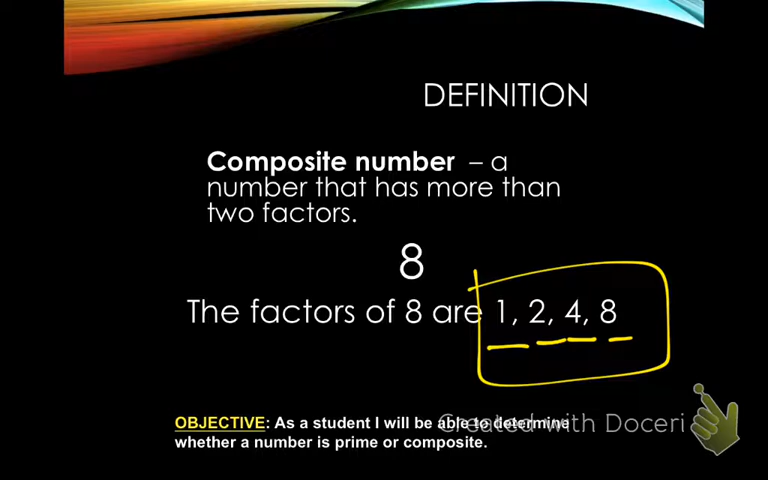 DEFINITION
Composite number – a
number that has more than
two factors.
8
The factors of 8 are 1, 2, 4, 8
OBJECTIVE: As a student I will be able to determine
whether a number is prime or composite.
Created with Doceri